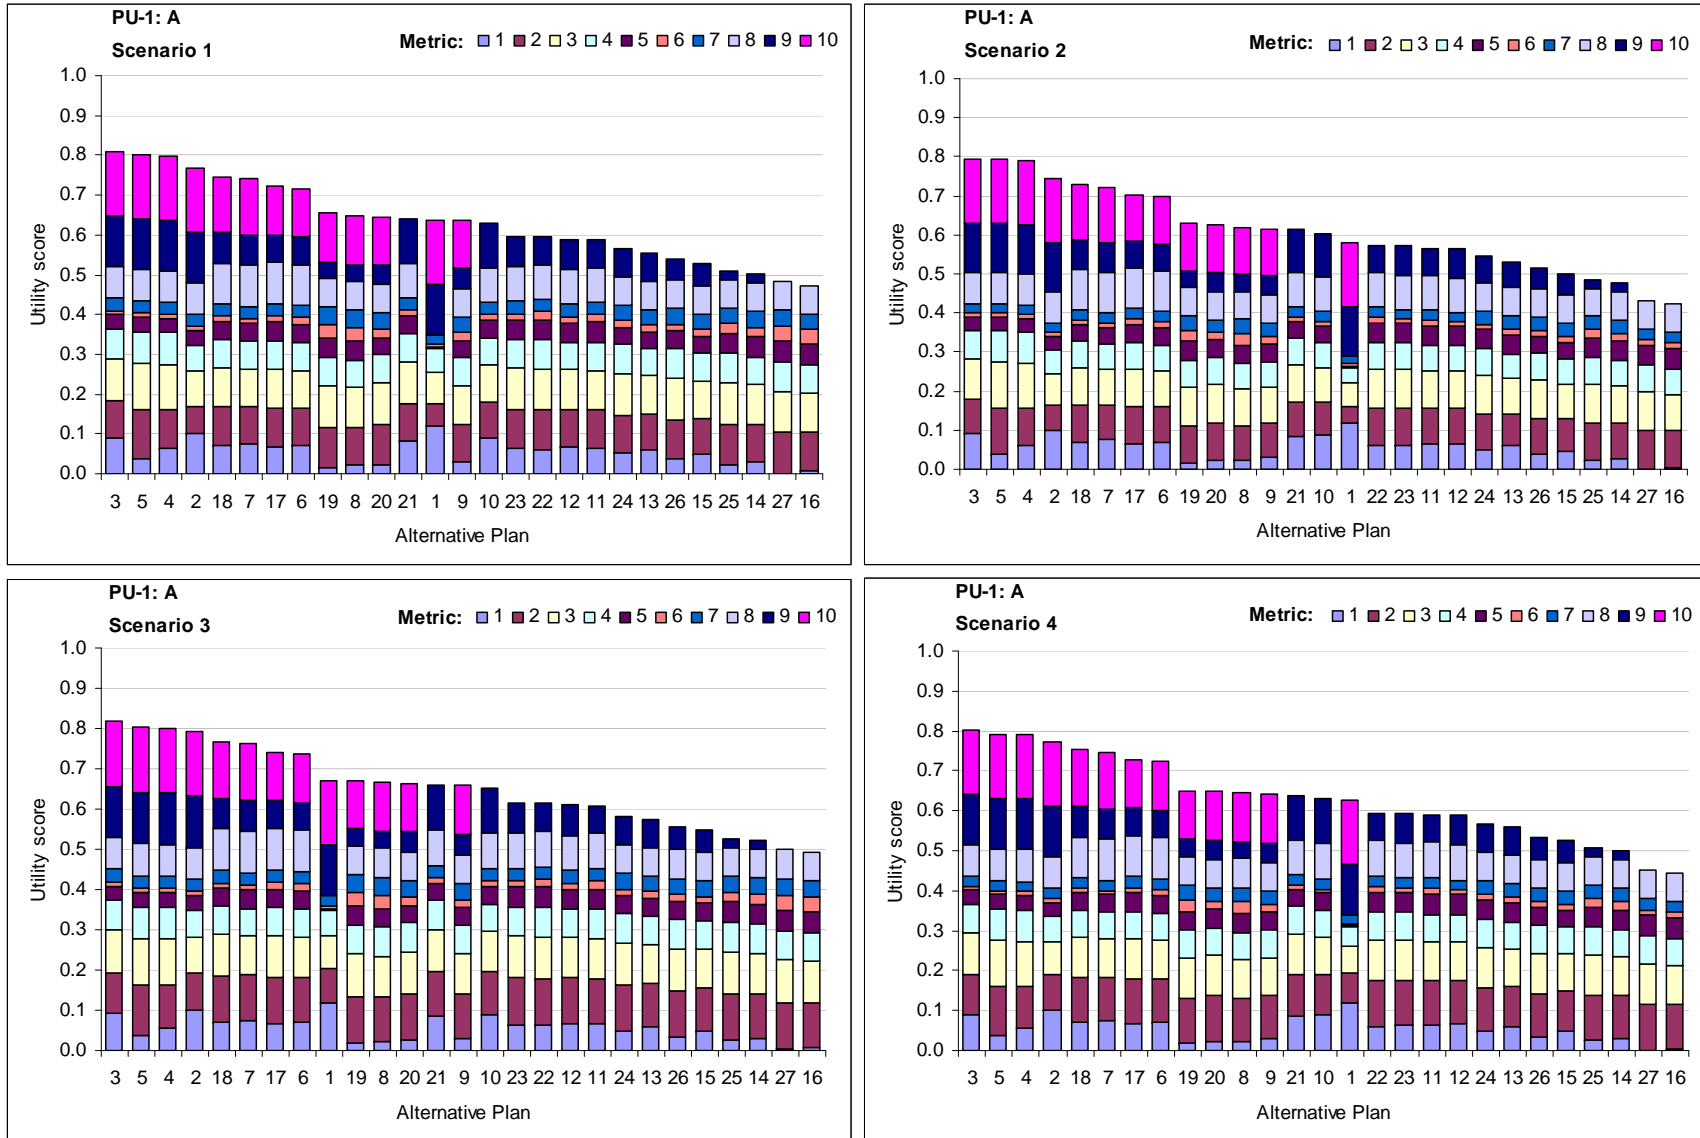 PU-1: A
Scenario 1
Metric: 1 2 3 4 5 6 7 8 9 10
1.0
0.9
0.8
0.7
0.6
0.5
0.4
0.3
0.2
0.1
0.0
Utility score
3 5 4 2 18 7 17 6 19 8 20 21 1 9 10 23 22 12 11 24 13 26 15 25 14 27 16
Alternative Plan
PU-1: A
Scenario 2
Metric: 1 2 3 4 5 6 7 8 9 10
1.0
0.9
0.8
0.7
0.6
0.5
0.4
0.3
0.2
0.1
0.0
Utility score
3 5 4 2 18 7 17 6 19 20 8 9 21 10 1 22 23 11 12 24 13 26 15 25 14 27 16
Alternative Plan
PU-1: A
Scenario 3
Metric: 1 2 3 4 5 6 7 8 9 10
1.0
0.9
0.8
0.7
0.6
0.5
0.4
0.3
0.2
0.1
0.0
Utility score
3 5 4 2 18 7 17 6 1 19 8 20 21 9 10 23 22 12 11 24 13 26 15 25 14 27 16
Alternative Plan
PU-1: A
Scenario 4
Metric: 1 2 3 4 5 6 7 8 9 10
1.0
0.9
0.8
0.7
0.6
0.5
0.4
0.3
0.2
0.1
0.0
Utility score
3 5 4 2 18 7 17 6 19 20 8 9 21 10 1 22 23 11 12 24 13 26 15 25 14 27 16
Alternative Plan